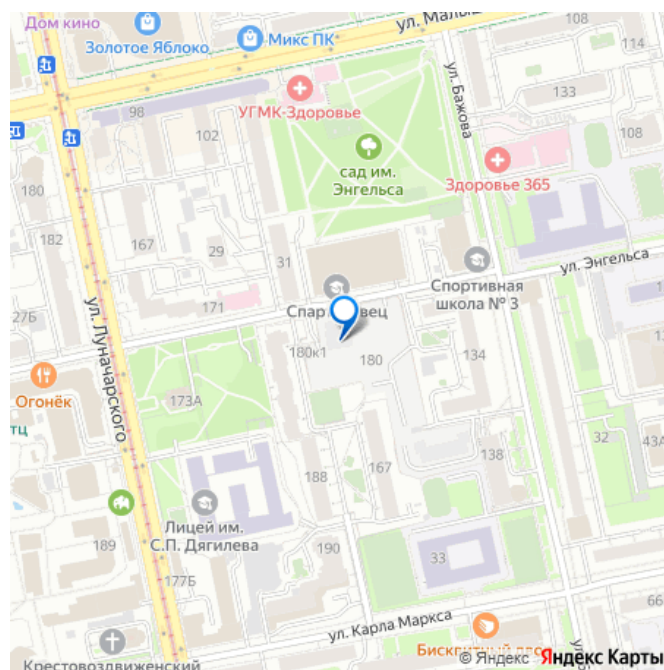 Дом кино
Золотое Яблоко
Микс ПК
ул. Малы
108
114
ул. Бажова
133
98
УГМК-Здоровье
102
108
сад им.
Энгельса
Здоровье 365
180
182
167
29
31
ул. Энгельса
Спортивная
школа № 3
171
27Б
ул. Луначарского
180к1
180
134
Огонёк
тц
173А
32
43А
188
167
138
Лицей им.
С.П. Дягилева
189
190
33
177Б
66
ул. Карла Маркса
Крестовоздвиженский
© Яндекс Яндекс Карты